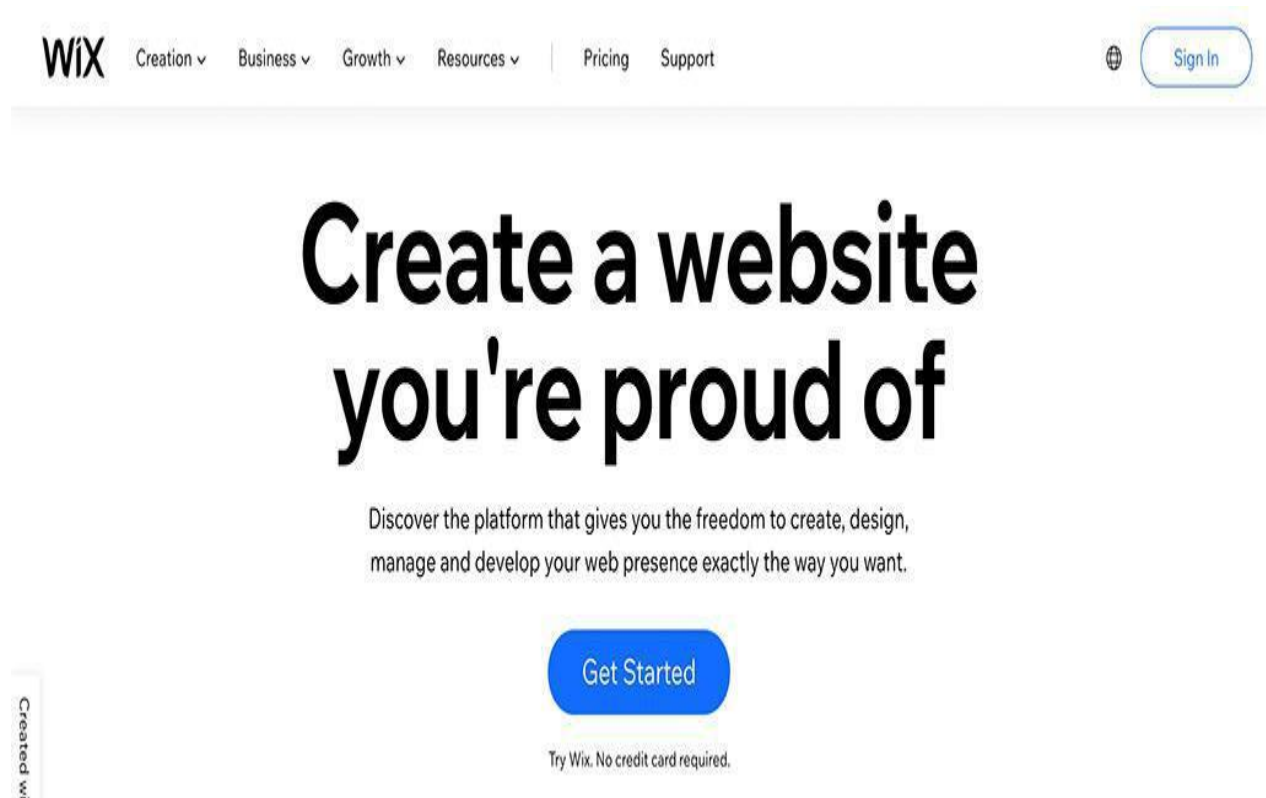 WiX Creation Business Growth Resources Pricing Support Sign In
Create a website
you're proud of
Discover the platform that gives you the freedom to create, design,
manage and develop your web presence exactly the way you want.
Get Started
Try Wix. No credit card required.
Created